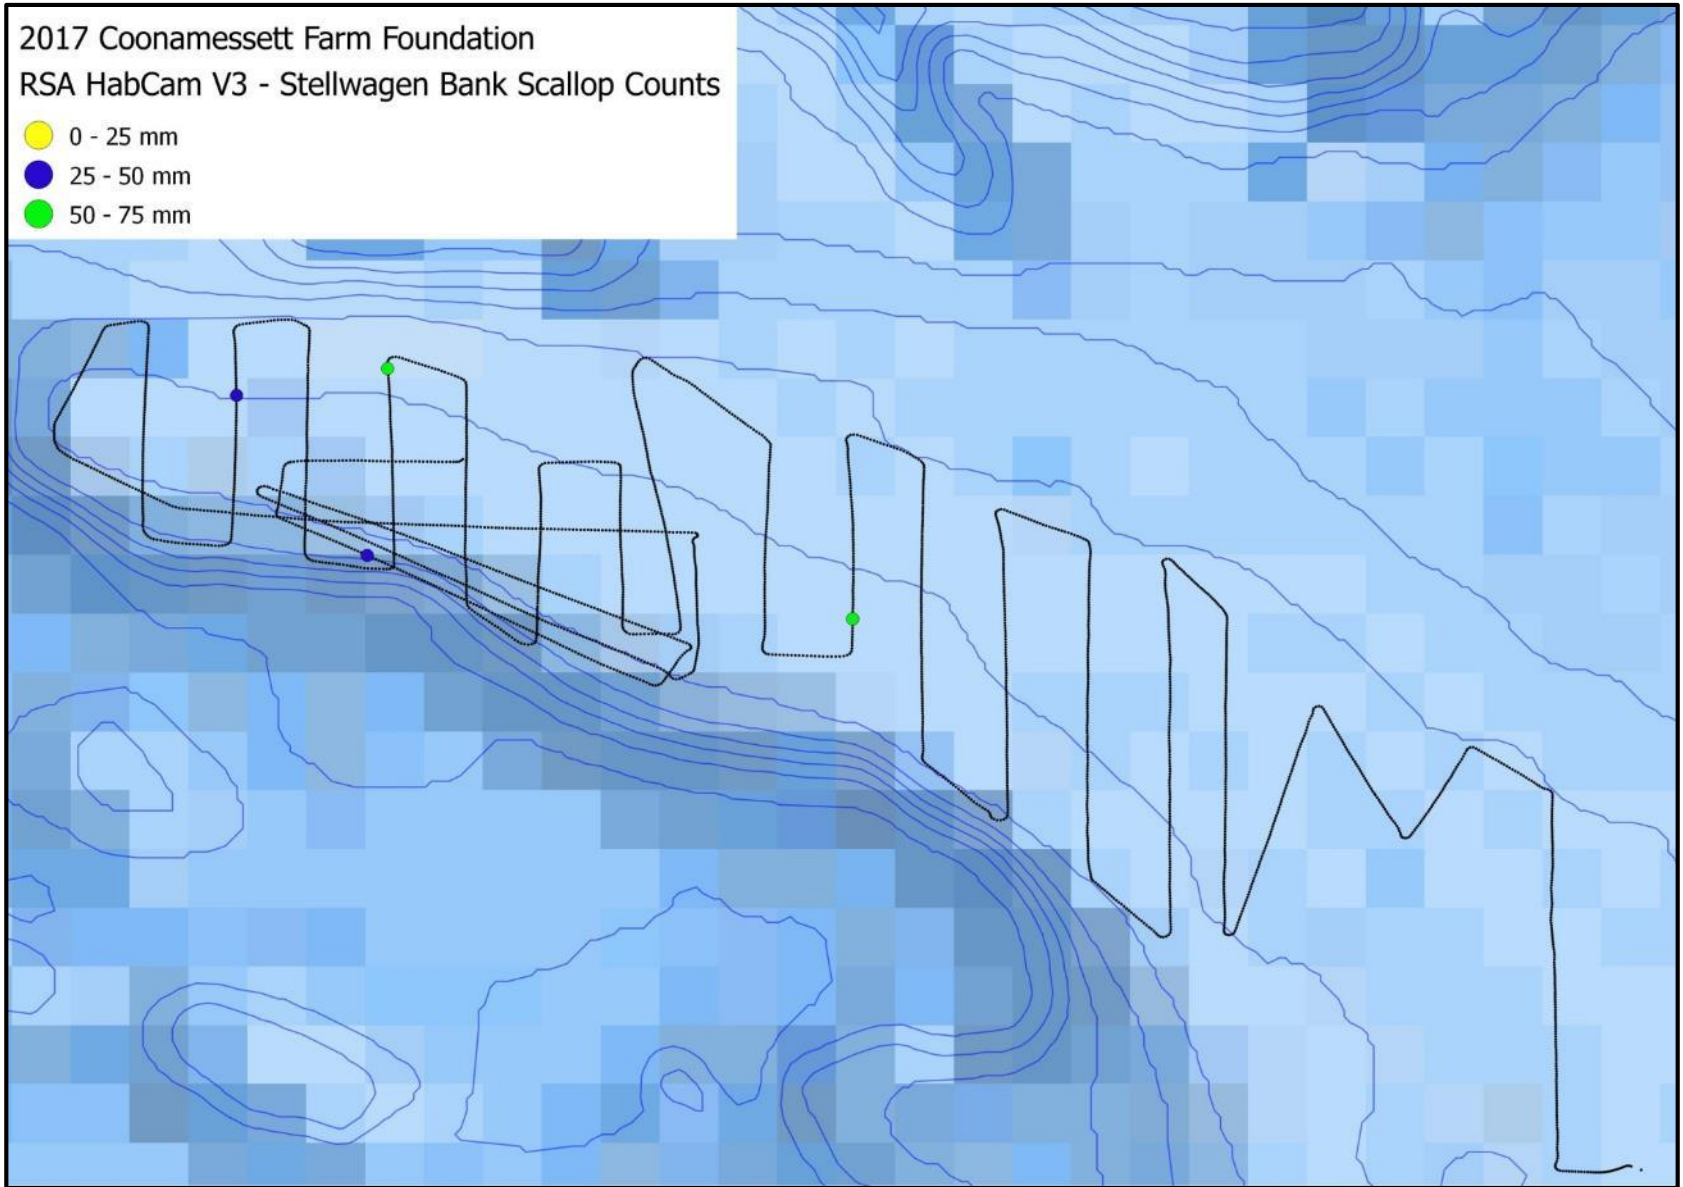 2017 Coonamessett Farm Foundation
RSA HabCam V3 - Stellwagen Bank Scallop Counts
0 - 25 mm
25 - 50 mm
50 - 75 mm